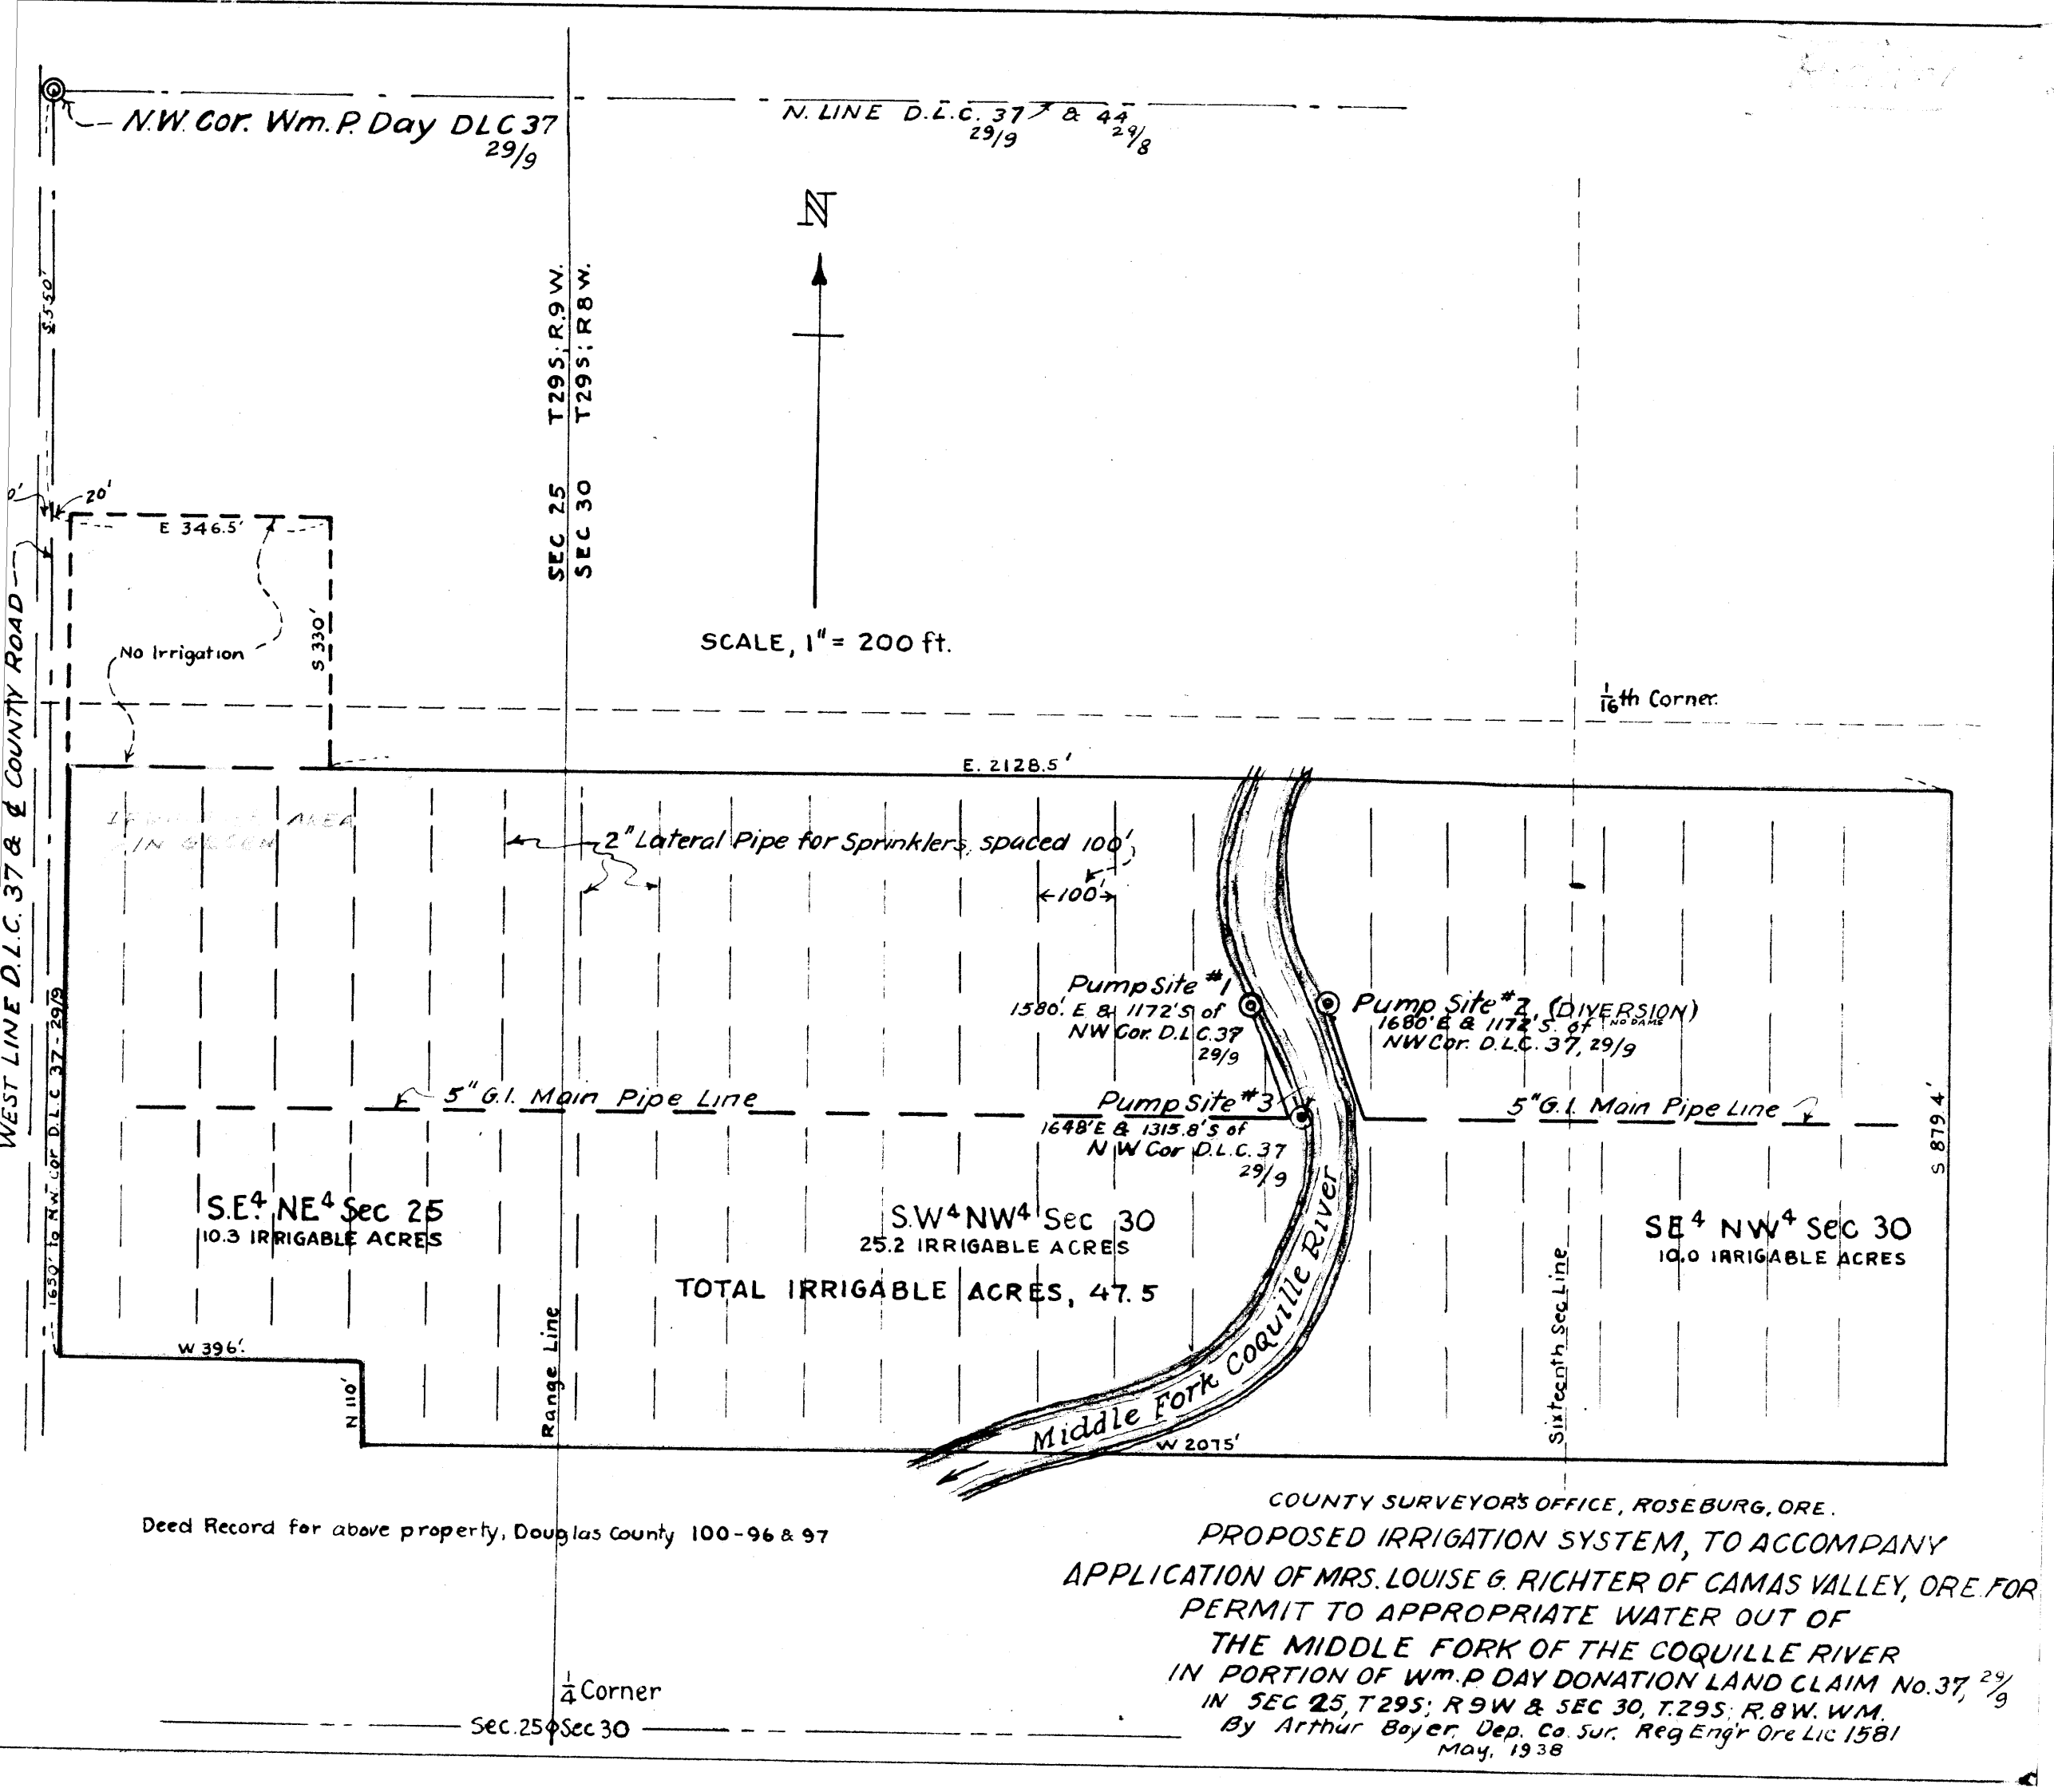 N.W. Cor. Wm. P. Day DLC 37
29/9
N. LINE D.L.C. 37 & 44
29/9 29/8
N
S 550'
T29S; R.9W.
T29S; R8W.
SEC 25
SEC 30
20'
E 346.5'
S 330'
No Irrigation
SCALE, 1" = 200 ft.
1/16th Corner.
WEST LINE D.L.C. 37 & ₵ COUNTY ROAD
E. 2128.5'
AREA
IN GREEN
2" Lateral Pipe for Sprinklers, spaced 100'
100'
Pump Site #1
1580'. E & 1172'S of
NW Cor. D.L.C. 37
29/9
Pump Site #2, (DIVERSION)
NO DAMS
1680'E & 1172'S. of
NW Cor. D.L.C. 37, 29/9
5" G.I. Main Pipe Line
Pump Site #3
1648'E & 1315.8'S of
N W Cor D.L.C. 37
29/9
5" G.I. Main Pipe Line
S 879.4'
1650' to N.W. Cor D.L.C 37 - 29/9
S.E.4 NE4 Sec 25
10.3 IRRIGABLE ACRES
S.W4 NW4 Sec 30
25.2 IRRIGABLE ACRES
SE4 NW4 Sec 30
10.0 IRRIGABLE ACRES
TOTAL IRRIGABLE ACRES, 47.5
Middle Fork Coquille River
W 396'.
N 110'
Range Line
Sixteenth Sec Line
W 2075'
Deed Record for above property, Douglas County 100-96 & 97
COUNTY SURVEYOR'S OFFICE, ROSEBURG, ORE.
PROPOSED IRRIGATION SYSTEM, TO ACCOMPANY
APPLICATION OF MRS. LOUISE G. RICHTER OF CAMAS VALLEY, ORE. FOR
PERMIT TO APPROPRIATE WATER OUT OF
THE MIDDLE FORK OF THE COQUILLE RIVER
IN PORTION OF Wm. P DAY DONATION LAND CLAIM No. 37, 29/9
IN SEC 25, T 29S; R 9W & SEC 30, T.29S; R.8W. WM.
By Arthur Boyer, Dep. Co. Sur. Reg Eng'r Ore Lic 1581
May, 1938
1/4 Corner
Sec. 25 Sec 30